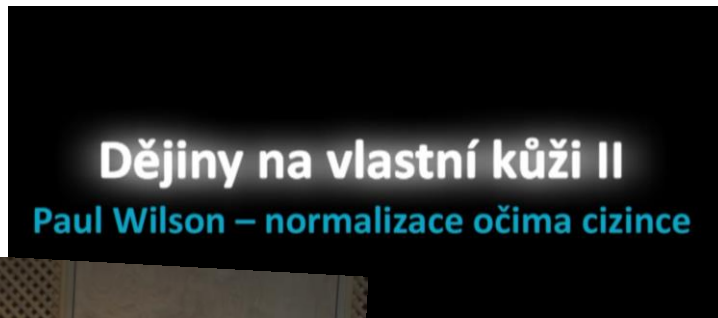 Dějiny na vlastní kůži II
Paul Wilson – normalizace očima cizince